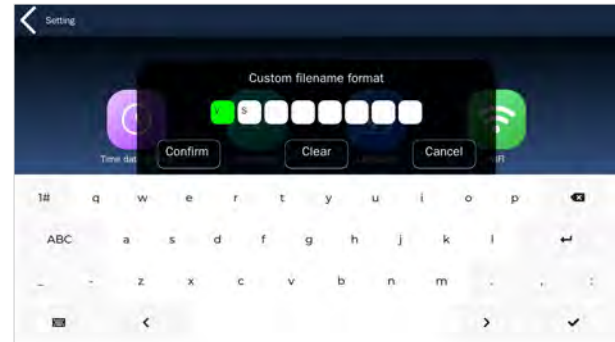 Setting
Custom filename format
S
Confirm Clear Cancel
Time dat
1# q w e r t y u i o p
ABC a s d f g h j k l
_ - z x c v b n m . , :